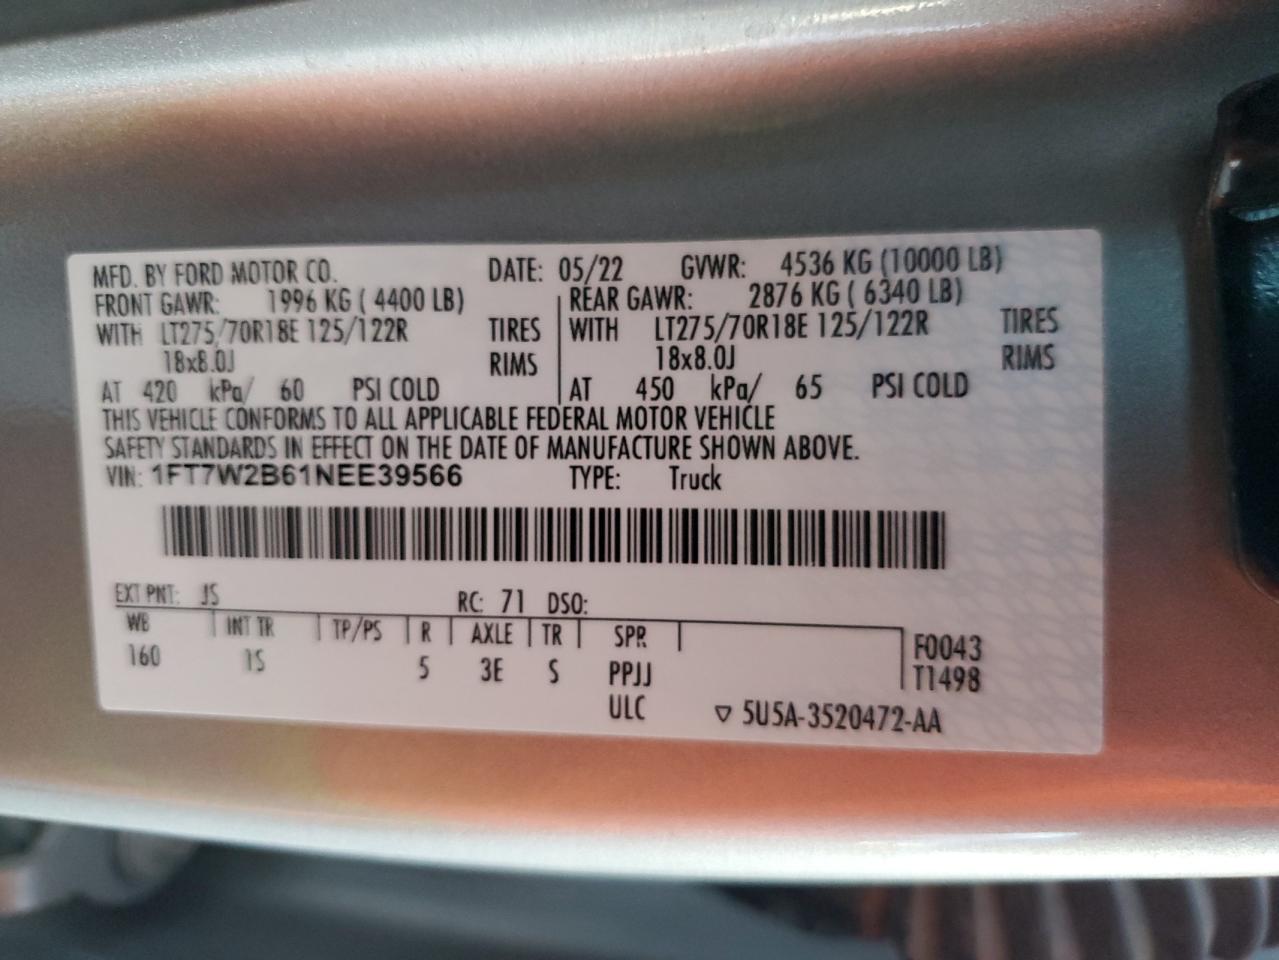 MFD. BY FORD MOTOR CO. DATE: 05/22 GVWR: 4536 KG (10000 LB)
FRONT GAWR: 1996 KG ( 4400 LB) REAR GAWR: 2876 KG ( 6340 LB)
WITH LT275/70R18E 125/122R TIRES WITH LT275/70R18E 125/122R TIRES
18x8.0J RIMS 18x8.0J RIMS
AT 420 kPa/ 60 PSI COLD AT 450 kPa/ 65 PSI COLD
THIS VEHICLE CONFORMS TO ALL APPLICABLE FEDERAL MOTOR VEHICLE
SAFETY STANDARDS IN EFFECT ON THE DATE OF MANUFACTURE SHOWN ABOVE.
VIN: 1FT7W2B61NEE39566 TYPE: Truck
EXT PNT: JS RC: 71 DSO:
WB INT TR TP/PS R AXLE TR SPR F0043
160 1S 5 3E S PPJJ T1498
ULC ▽ 5U5A-3520472-AA